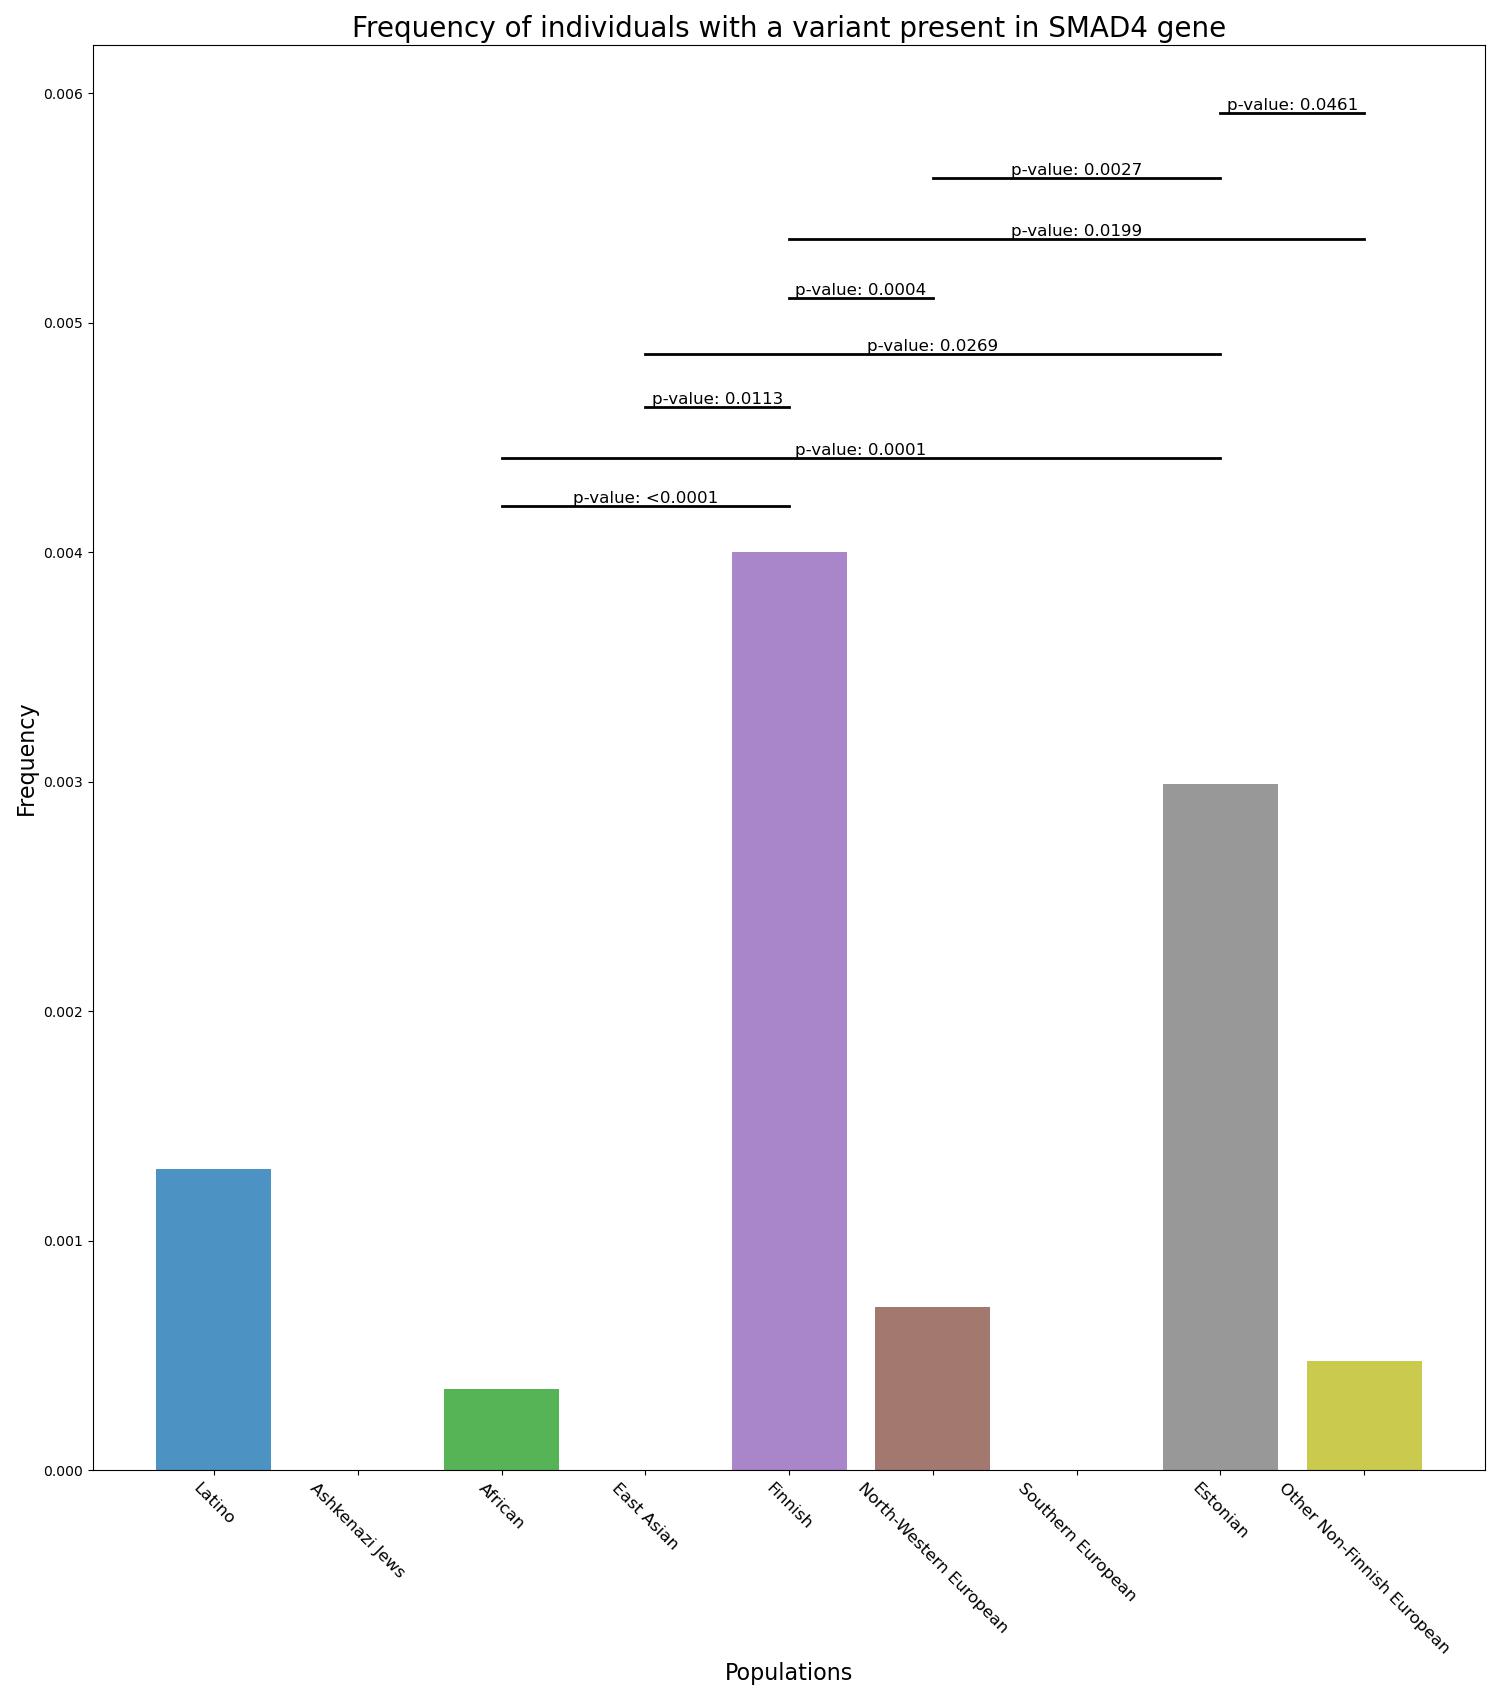 Frequency of individuals with a variant present in SMAD4 gene
0.006
p-value: 0.0461
p-value: 0.0027
p-value: 0.0199
p-value: 0.0004
0.005
p-value: 0.0269
p-value: 0.0113
p-value: 0.0001
p-value: <0.0001
0.004
0.003
Frequency
0.002
0.001
0.000
Latino
Ashkenazi Jews
African
East Asian
Finnish
North-Western European
Southern European
Estonian
Other Non-Finnish European
Populations